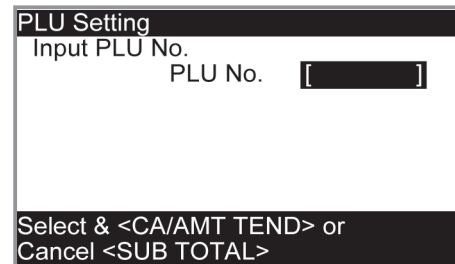 PLU Setting
Input PLU No.
PLU No. [ ]
Select & <CA/AMT TEND> or
Cancel <SUB TOTAL>